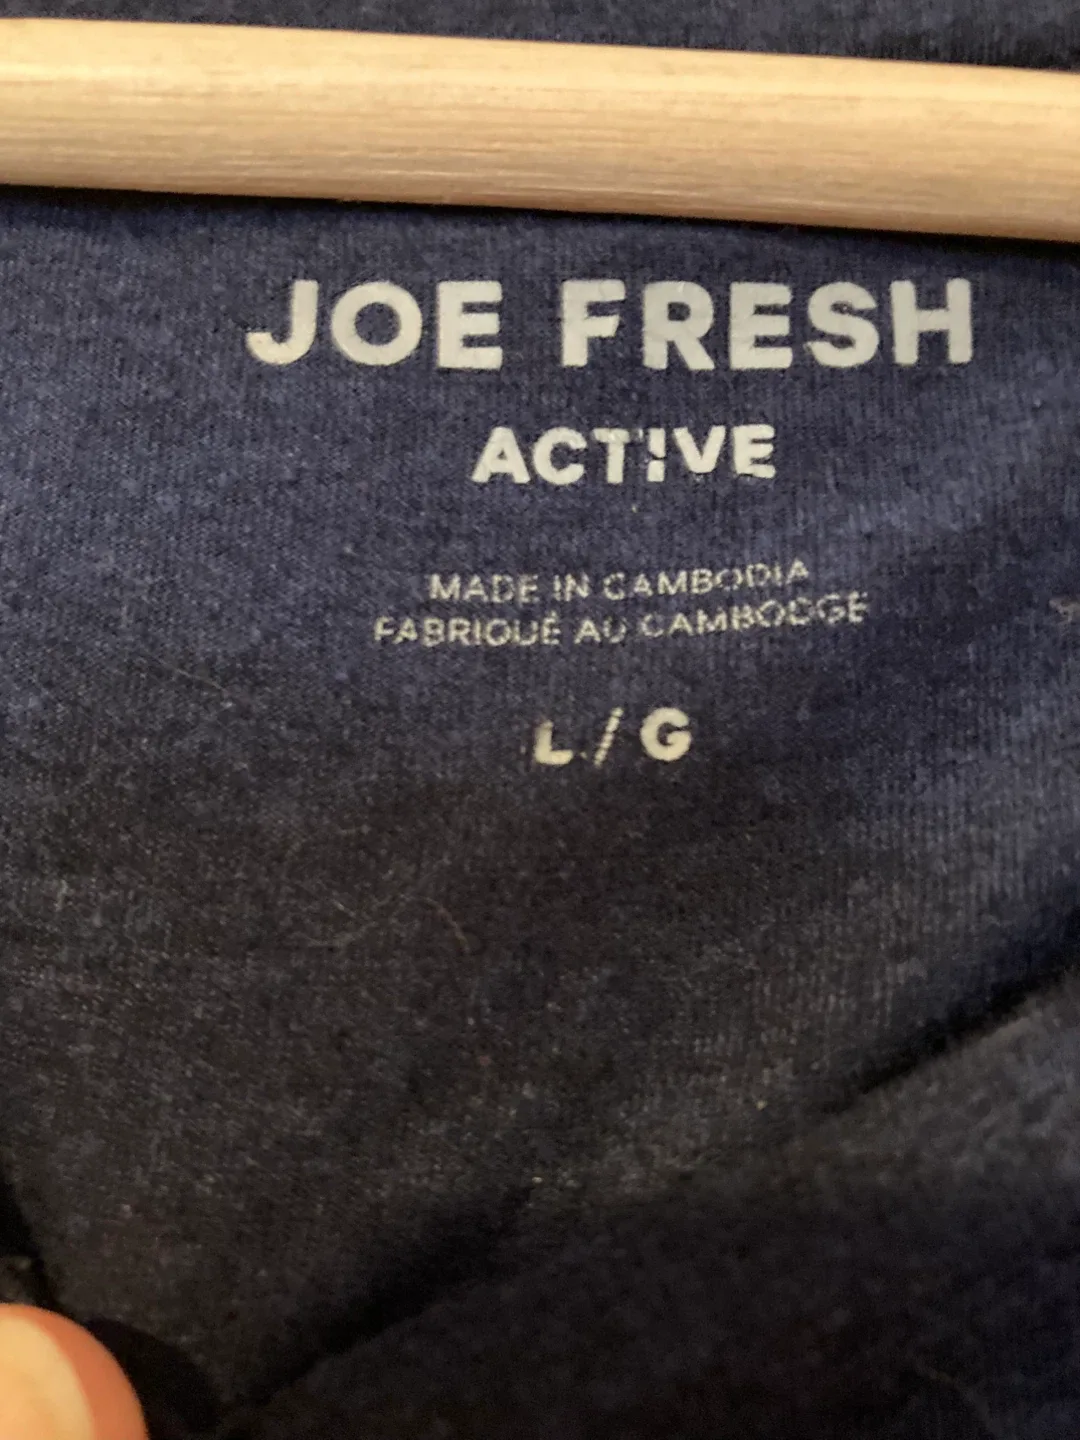 JOE FRESH
ACTIVE
MADE IN CAMBODIA
FABRIQUÉ AU CAMBODGE
L / G